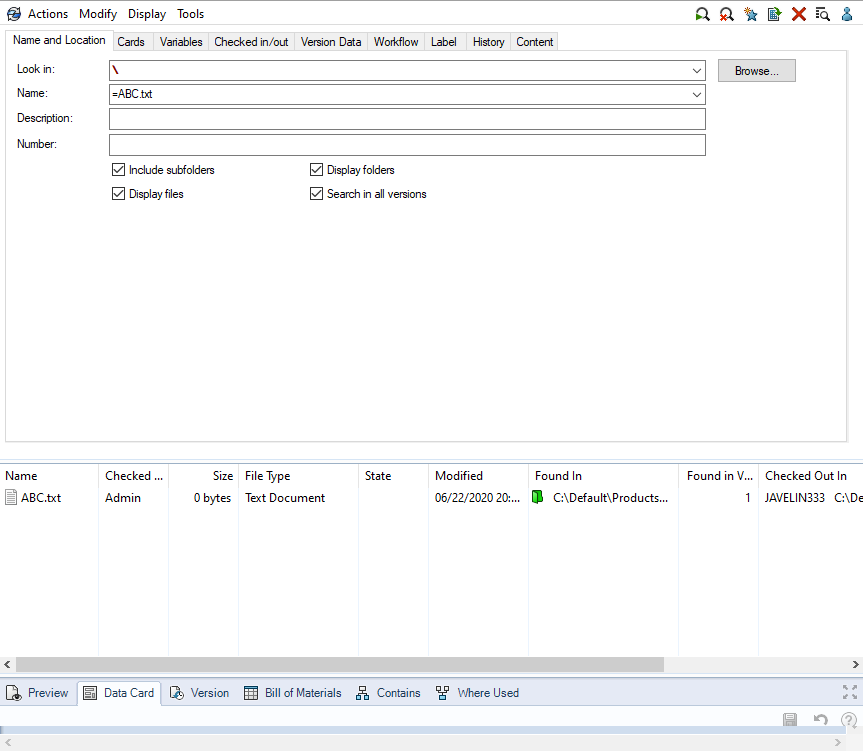 Actions Modify Display Tools
Name and Location Cards Variables Checked in/out Version Data Workflow Label History Content
Look in: \ Browse...
Name: =ABC.txt
Description:
Number:
Include subfolders Display folders
Display files Search in all versions
Name Checked ... Size File Type State Modified Found In Found in V... Checked Out In
ABC.txt Admin 0 bytes Text Document 06/22/2020 20:... C:\Default\Products... 1 JAVELIN333 C:\De
Preview Data Card Version Bill of Materials Contains Where Used